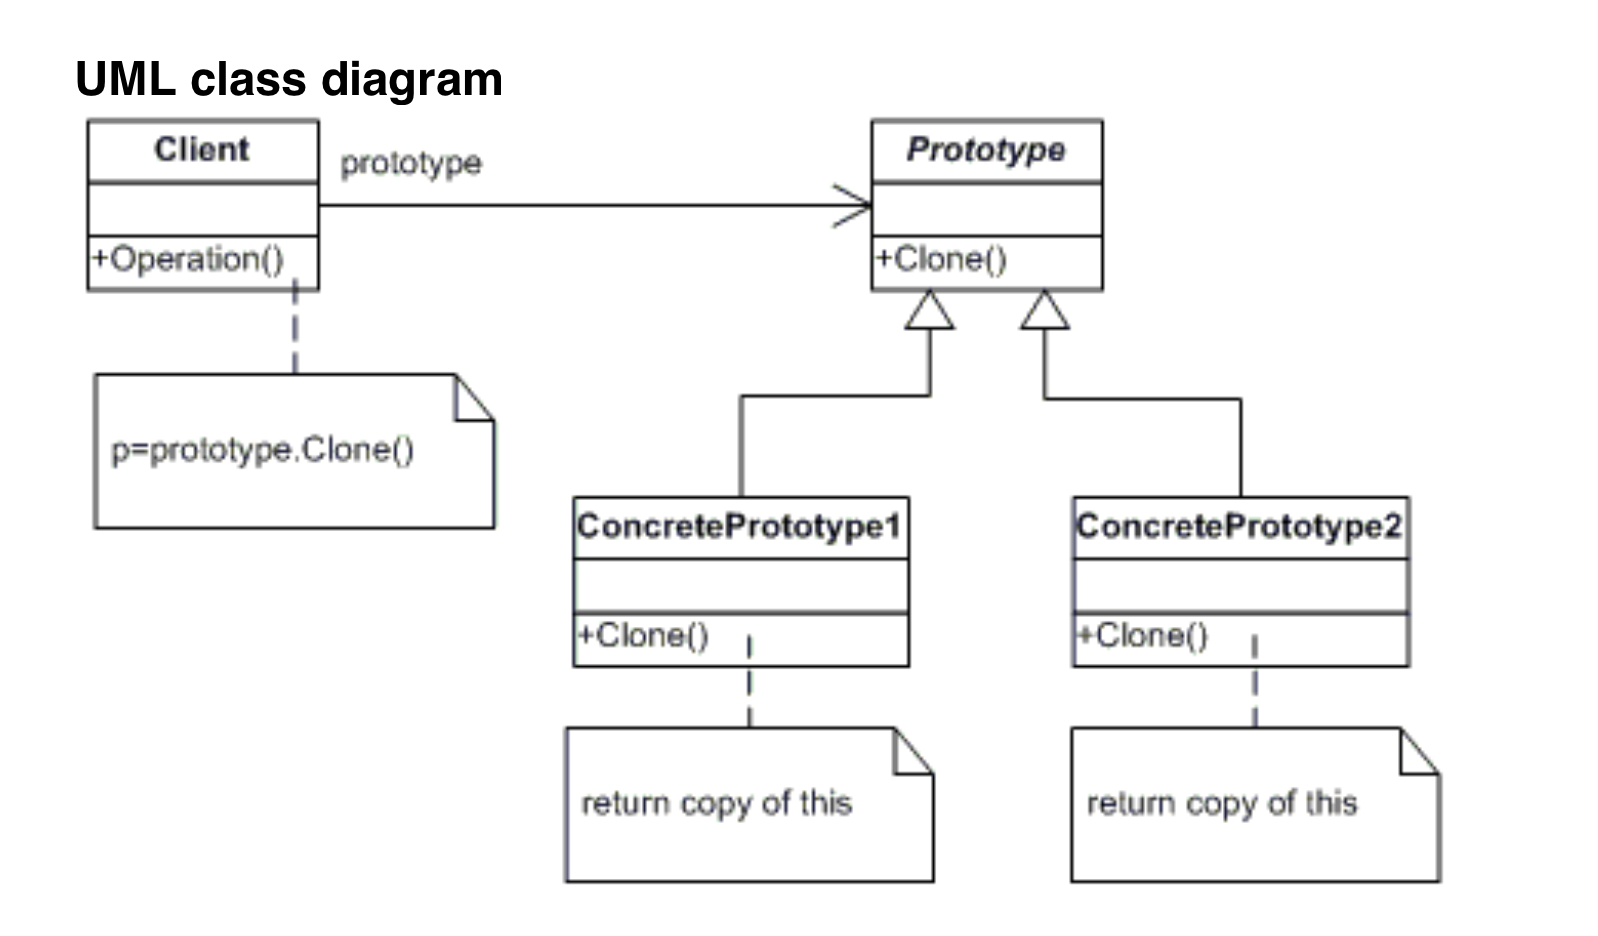 UML class diagram
Client
prototype
Prototype
+Operation()
+Clone()
p=prototype.Clone()
ConcretePrototype1
ConcretePrototype2
+Clone()
+Clone()
return copy of this
return copy of this